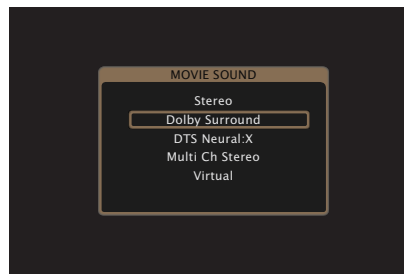 MOVIE SOUND
Stereo
Dolby Surround
DTS Neural:X
Multi Ch Stereo
Virtual